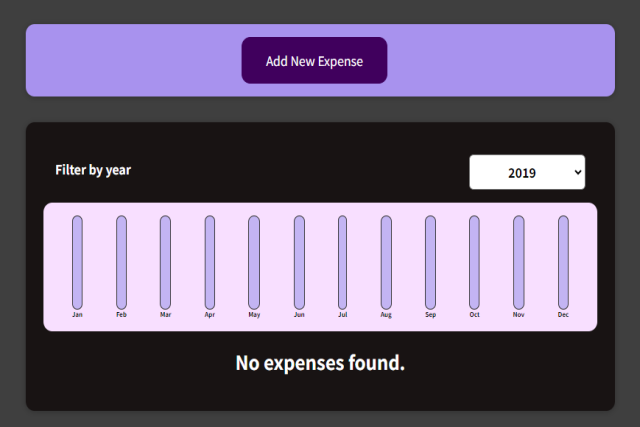 Add New Expense
Filter by year
2019
Jan Feb Mar Apr May Jun Jul Aug Sep Oct Nov Dec
No expenses found.